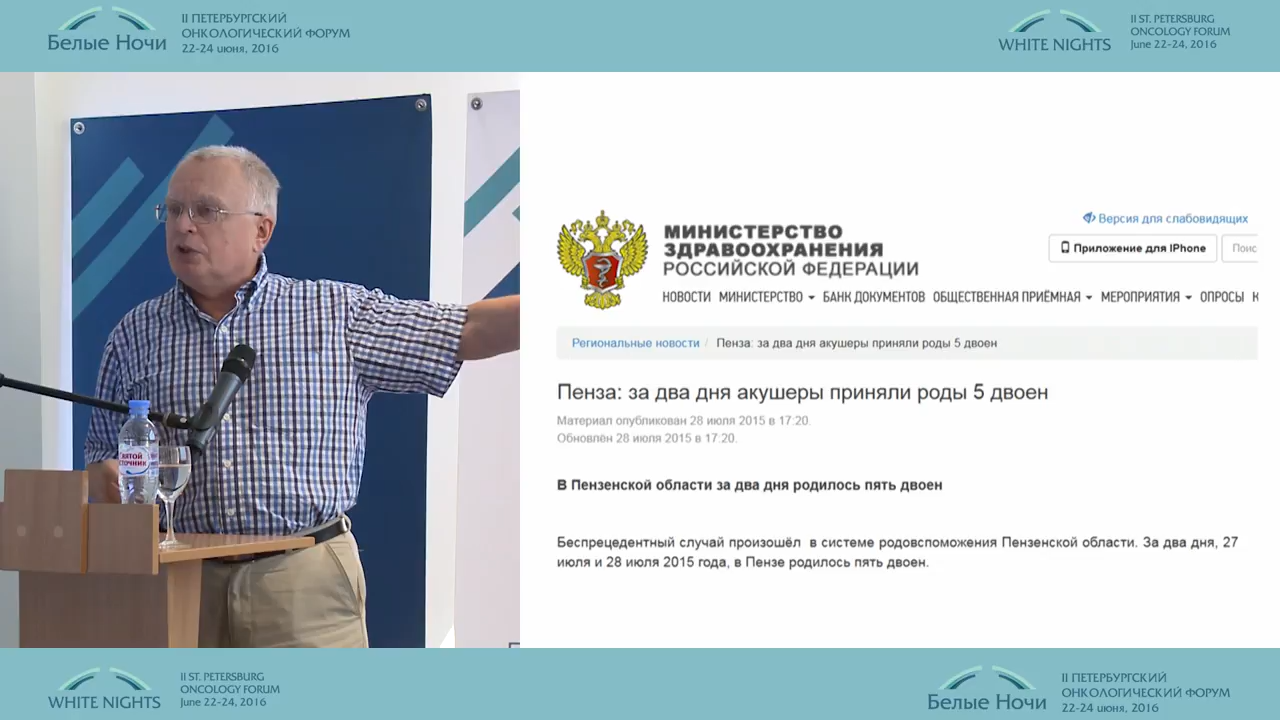 Белые Ночи
II ПЕТЕРБУРГСКИЙ
ОНКОЛОГИЧЕСКИЙ ФОРУМ
22-24 июня, 2016
WHITE NIGHTS
II ST. PETERSBURG
ONCOLOGY FORUM
June 22-24, 2016
МИНИСТЕРСТВО
ЗДРАВООХРАНЕНИЯ
РОССИЙСКОЙ ФЕДЕРАЦИИ
Версия для слабовидящих
Приложение для iPhone
Поис
НОВОСТИ МИНИСТЕРСТВО БАНК ДОКУМЕНТОВ ОБЩЕСТВЕННАЯ ПРИЁМНАЯ МЕРОПРИЯТИЯ ОПРОСЫ К
Региональные новости / Пенза: за два дня акушеры приняли роды 5 двоен
Пенза: за два дня акушеры приняли роды 5 двоен
Материал опубликован 28 июля 2015 в 17:20.
Обновлён 28 июля 2015 в 17:20.
В Пензенской области за два дня родилось пять двоен
Беспрецедентный случай произошёл в системе родовспоможения Пензенской области. За два дня, 27
июля и 28 июля 2015 года, в Пензе родилось пять двоен.
WHITE NIGHTS
II ST. PETERSBURG
ONCOLOGY FORUM
June 22-24, 2016
Белые Ночи
II ПЕТЕРБУРГСКИЙ
ОНКОЛОГИЧЕСКИЙ ФОРУМ
22-24 июня, 2016